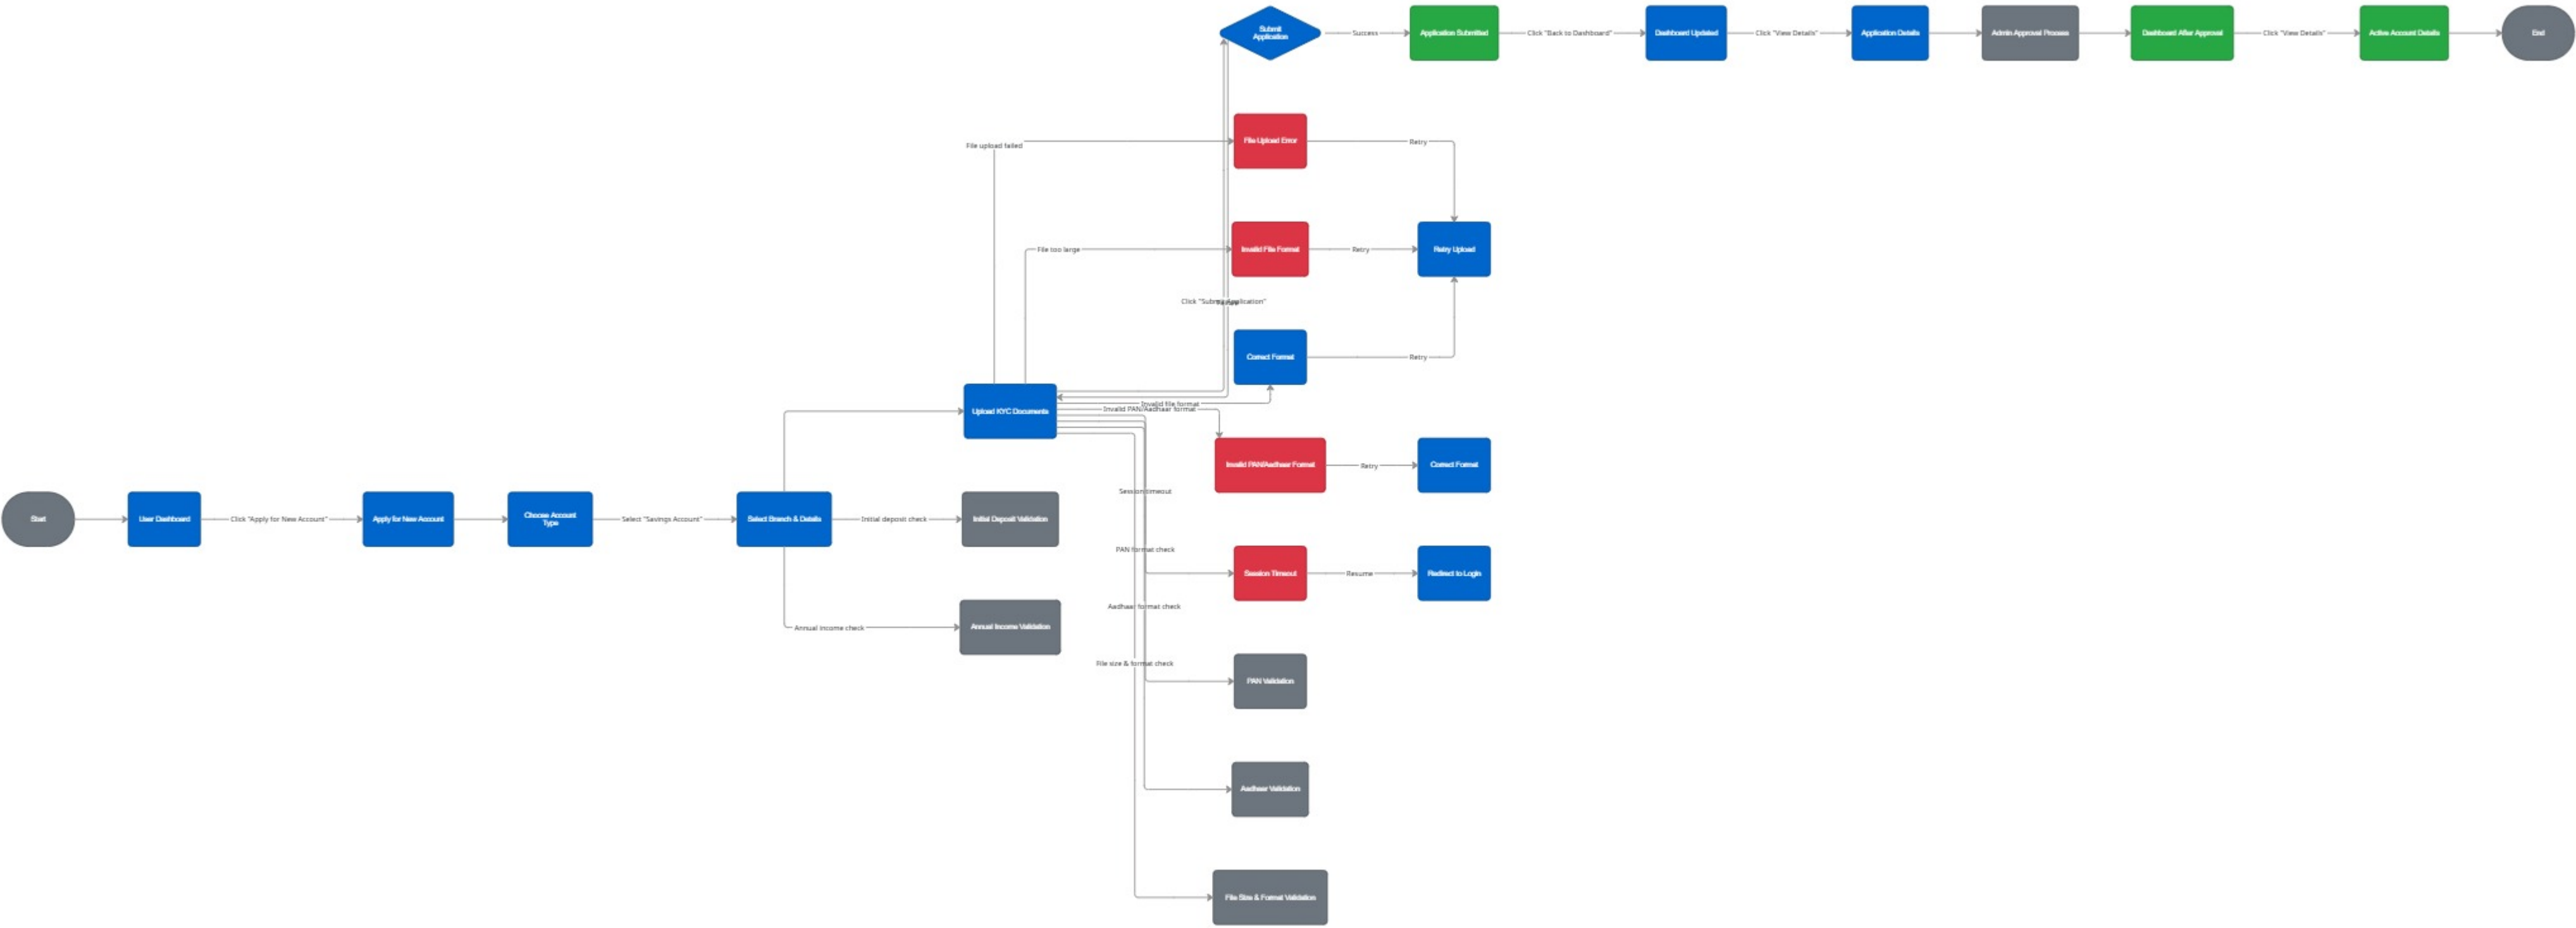 Submit
Application
Success
Application Submitted
Click "Back to Dashboard"
Dashboard Updated
Click "View Details"
Application Details
Admin Approval Process
Dashboard After Approval
Click "View Details"
Active Account Details
End
File upload failed
File Upload Error
Retry
File too large
Invalid File Format
Retry
Retry Upload
Click "Submit Application"
Correct Format
Retry
Upload KYC Documents
Invalid file format
Invalid PAN/Aadhaar format
Invalid PAN/Aadhaar Format
Retry
Correct Format
Session timeout
Start
User Dashboard
Click "Apply for New Account"
Apply for New Account
Choose Account
Type
Select "Savings Account"
Select Branch & Details
Initial deposit check
Initial Deposit Validation
PAN format check
Session Timeout
Resume
Redirect to Login
Aadhaar format check
Annual income check
Annual Income Validation
File size & format check
PAN Validation
Aadhaar Validation
File Size & Format Validation